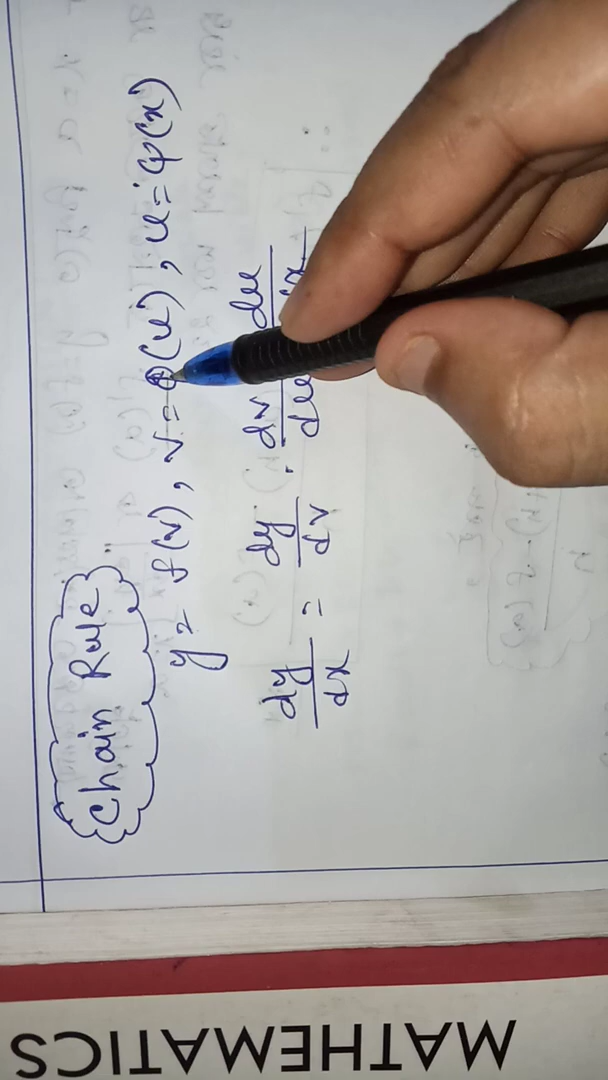 Chain Rule
y = f(v), v = Φ(u), u = ψ(x)
dy/dx = dy/dv . dv/du du/dx
MATHEMATICS